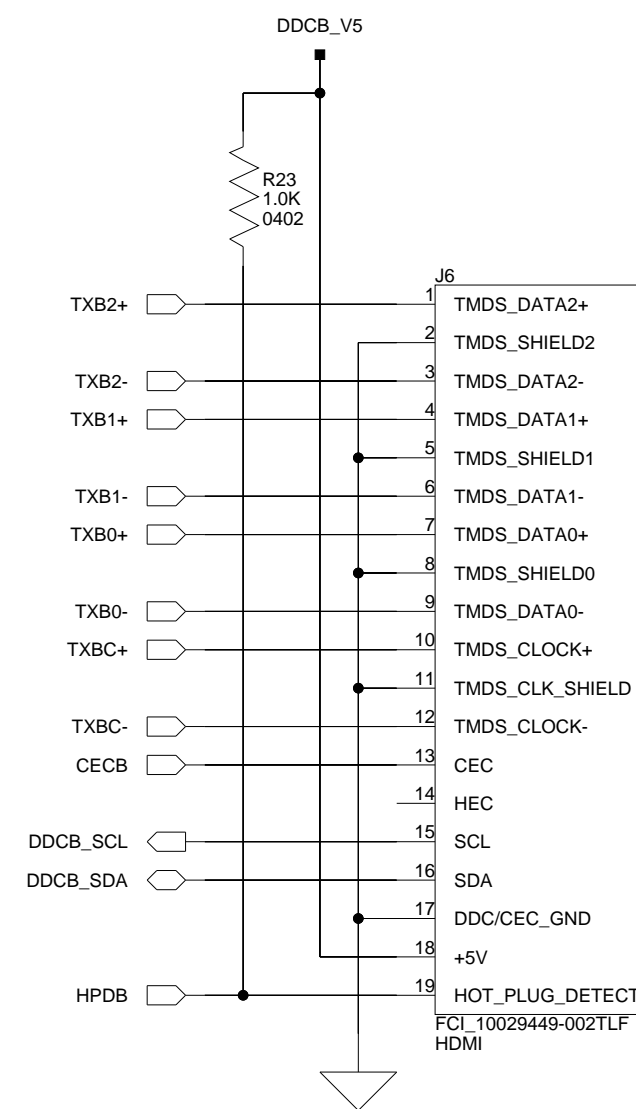 DDCB_V5
R23
1.0K
0402
J6
TXB2+ 1 TMDS_DATA2+
2 TMDS_SHIELD2
TXB2- 3 TMDS_DATA2-
TXB1+ 4 TMDS_DATA1+
5 TMDS_SHIELD1
TXB1- 6 TMDS_DATA1-
TXB0+ 7 TMDS_DATA0+
8 TMDS_SHIELD0
TXB0- 9 TMDS_DATA0-
TXBC+ 10 TMDS_CLOCK+
11 TMDS_CLK_SHIELD
TXBC- 12 TMDS_CLOCK-
CECB 13 CEC
14 HEC
DDCB_SCL 15 SCL
DDCB_SDA 16 SDA
17 DDC/CEC_GND
18 +5V
HPDB 19 HOT_PLUG_DETECT
FCI_10029449-002TLF
HDMI